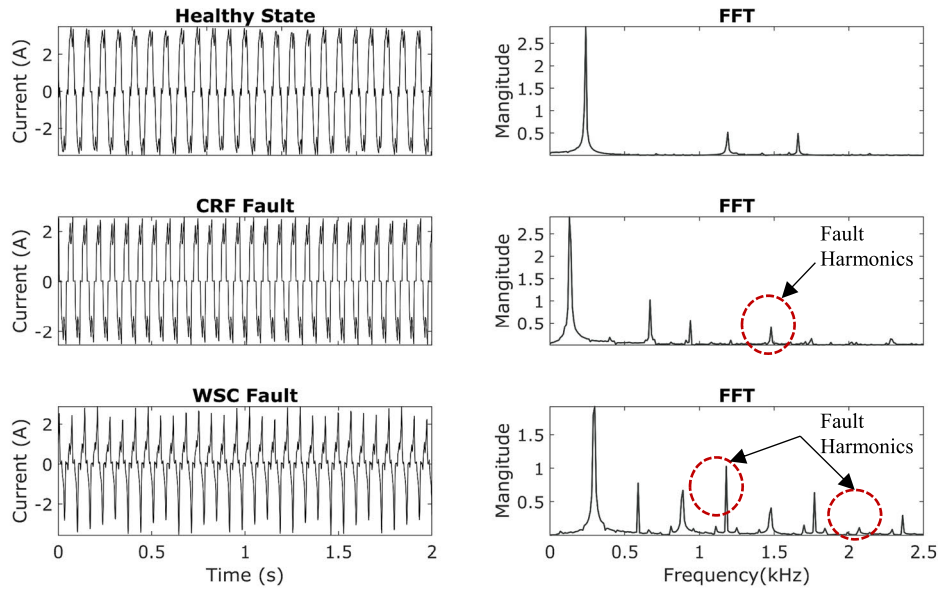 Healthy State
FFT
Current (A)
2
0
-2
Mangitude
2.5
2
1.5
1
0.5
CRF Fault
FFT
Current (A)
2
0
-2
Mangitude
2.5
2
1.5
1
0.5
Fault
Harmonics
WSC Fault
FFT
Current (A)
2
0
-2
0
0.5
1
1.5
2
Time (s)
Mangitude
1.5
1
0.5
Fault
Harmonics
0
0.5
1
1.5
2
2.5
Frequency(kHz)